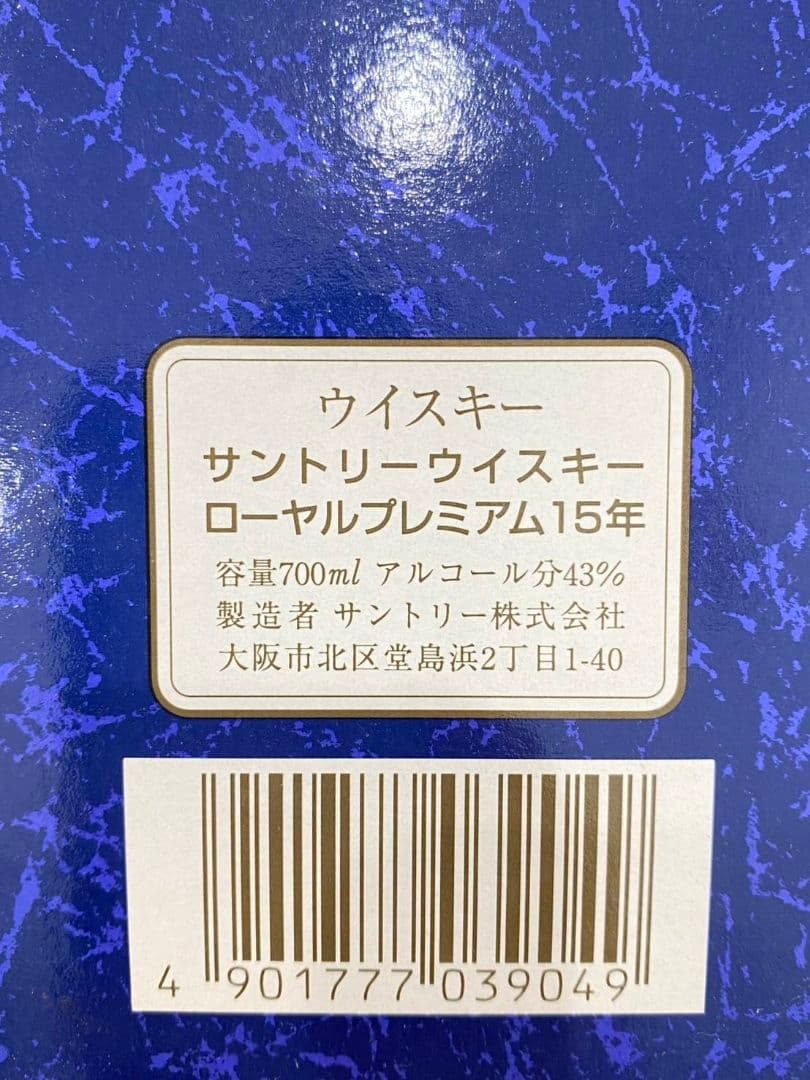 ウイスキー
サントリーウイスキー
ローヤルプレミアム15年
容量700ml アルコール分43%
製造者 サントリー株式会社
大阪市北区堂島浜2丁目1-40
4 901777 039049